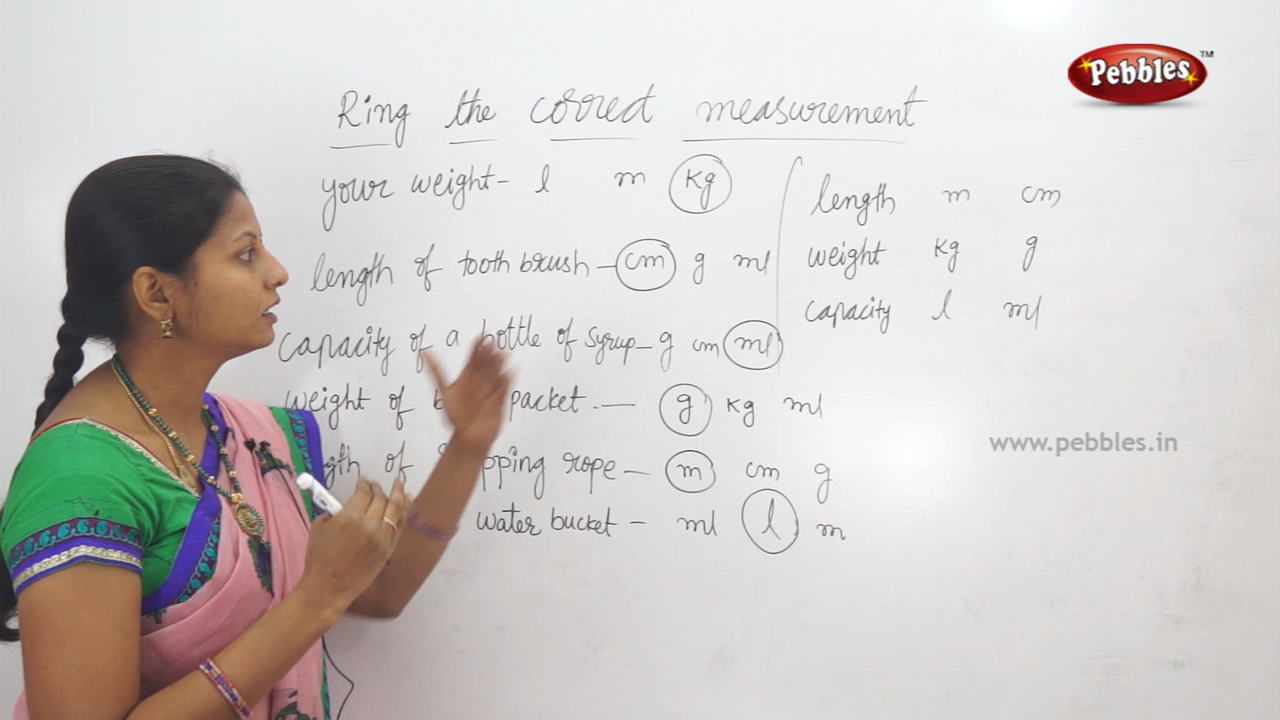 Pebbles™
Ring the correct measurement
your weight- l m kg
length of tooth brush - cm g ml
capacity of a bottle of syrup - g cm ml
weight of packet. - g kg ml
of rope - m cm g
water bucket - ml l m
length m cm
weight kg g
capacity l ml
www.pebbles.in